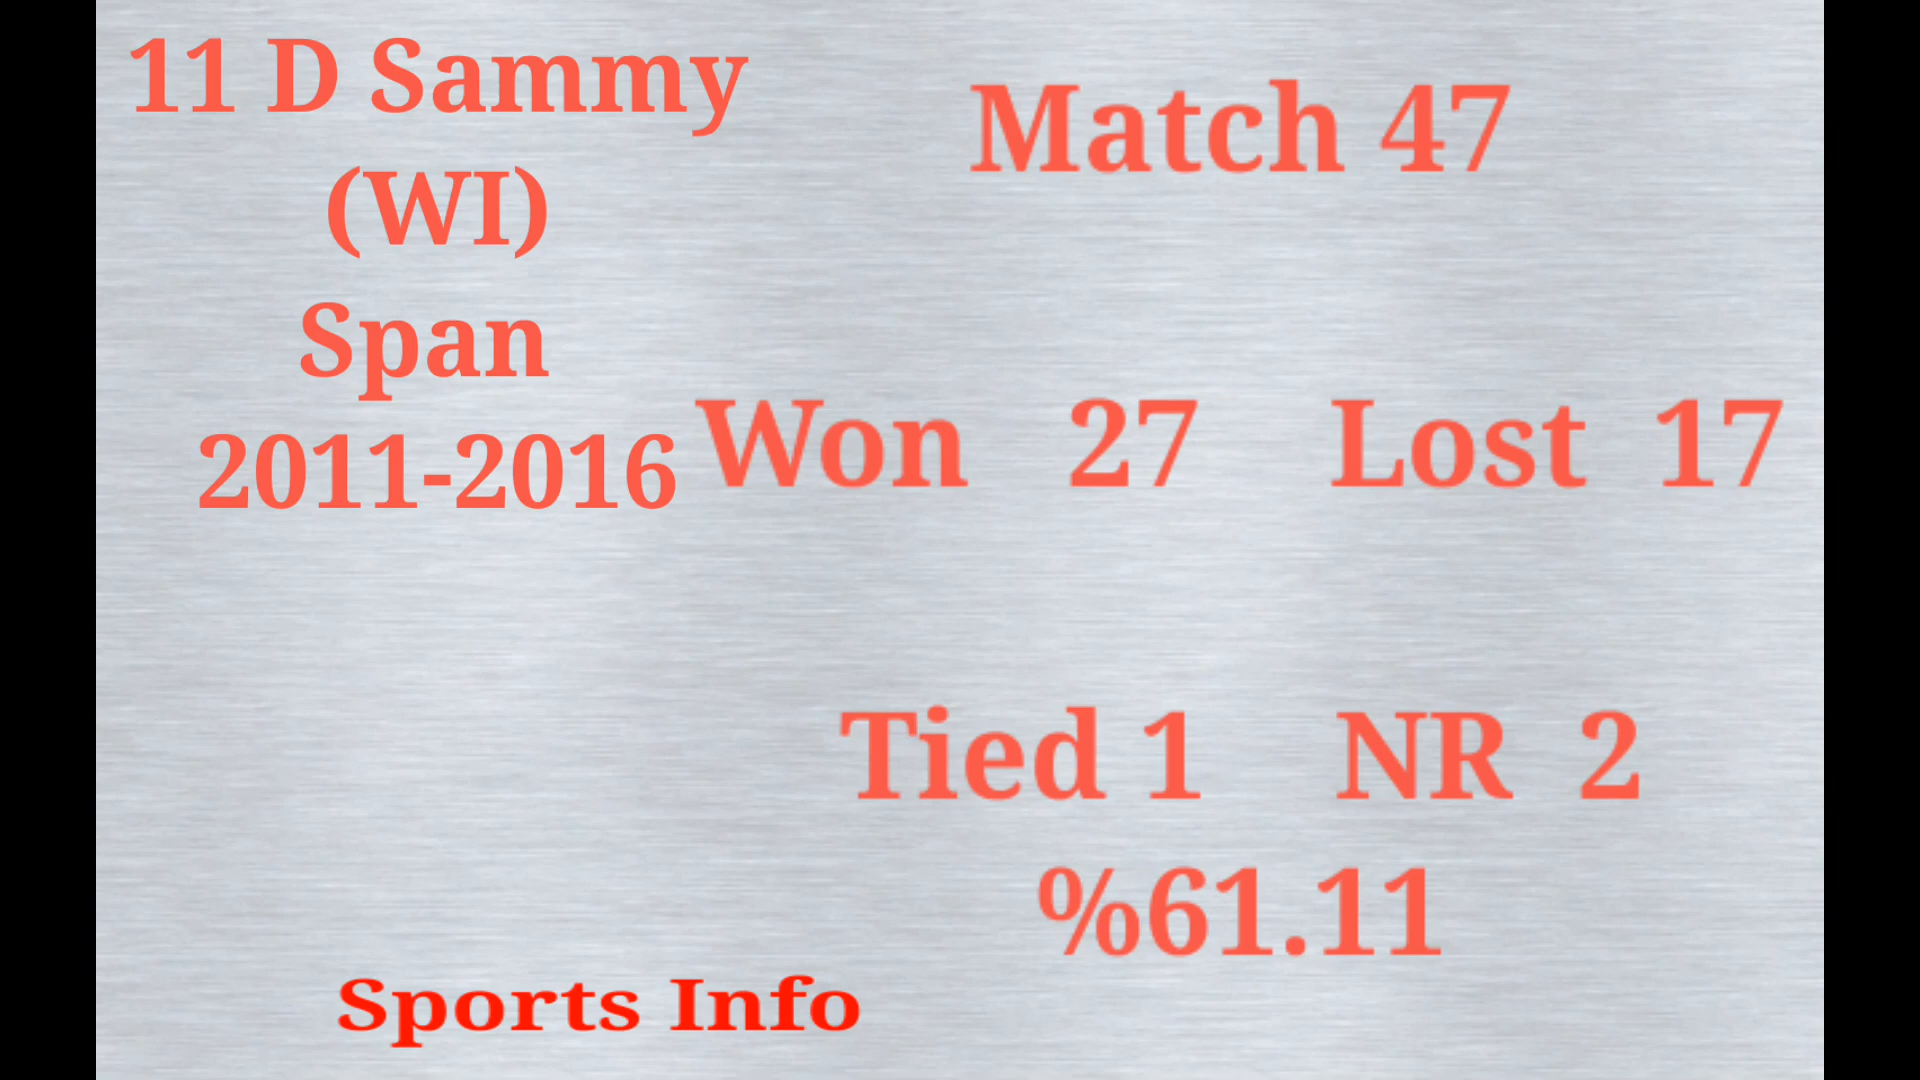 11 D Sammy
(WI)
Span
2011-2016
Match 47
Won 27 Lost 17
Tied 1 NR 2
%61.11
Sports Info